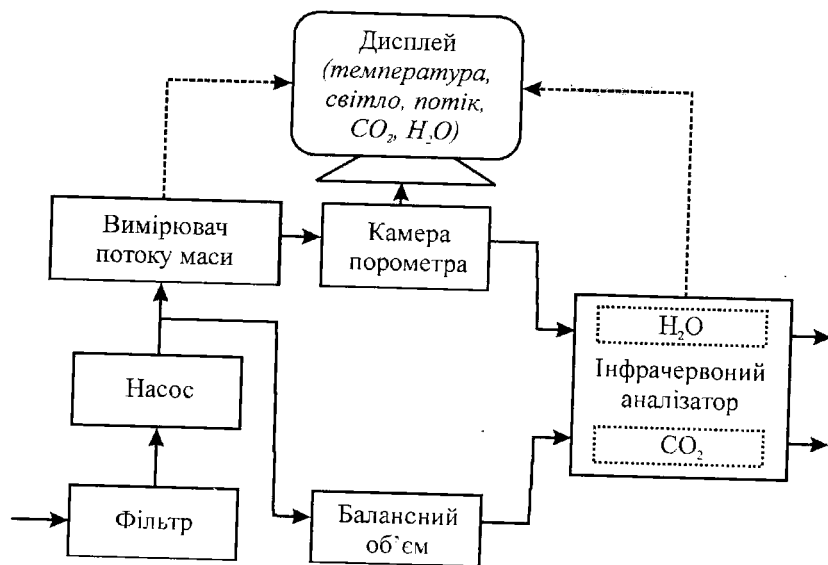 Дисплей
(температура,
світло, потік,
CO₂, H₂O)
Вимірювач
потоку маси
Камера
порометра
H₂O
Інфрачервоний
аналізатор
CO₂
Насос
Фільтр
Балансний
об'єм